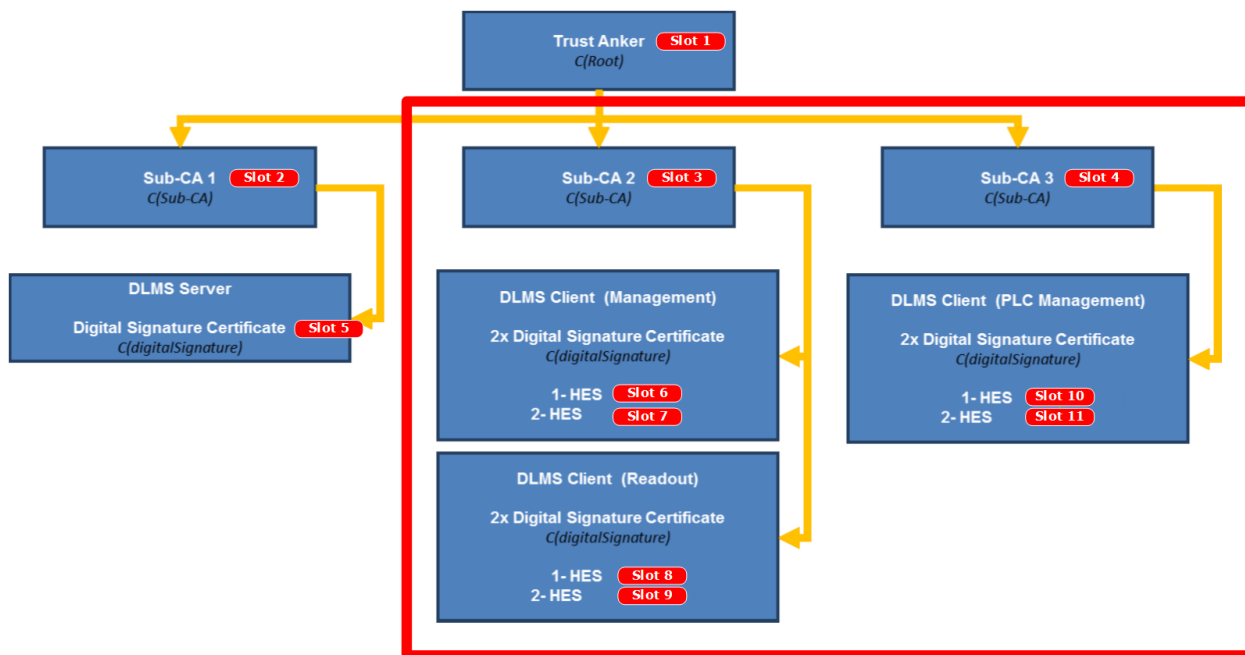 Trust Anker Slot 1
C(Root)
Sub-CA 1 Slot 2
C(Sub-CA)
Sub-CA 2 Slot 3
C(Sub-CA)
Sub-CA 3 Slot 4
C(Sub-CA)
DLMS Server
Digital Signature Certificate Slot 5
C(digitalSignature)
DLMS Client (Management)
2x Digital Signature Certificate
C(digitalSignature)
1- HES Slot 6
2- HES Slot 7
DLMS Client (PLC Management)
2x Digital Signature Certificate
C(digitalSignature)
1- HES Slot 10
2- HES Slot 11
DLMS Client (Readout)
2x Digital Signature Certificate
C(digitalSignature)
1- HES Slot 8
2- HES Slot 9